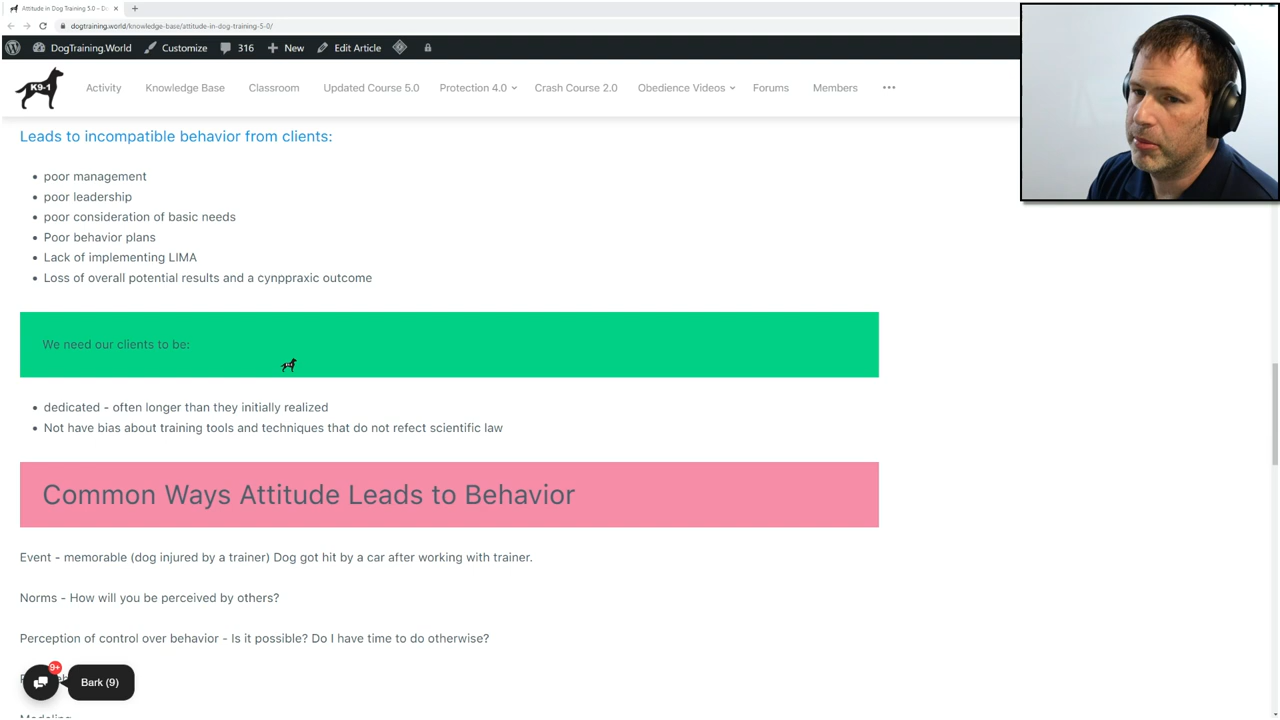 Attitude in Dog Training 5.0 – D
dogtraining.world/knowledge-base/attitude-in-dog-training-5-0/
DogTraining.World Customize 316 New Edit Article
K9-1 Activity Knowledge Base Classroom Updated Course 5.0 Protection 4.0 Crash Course 2.0 Obedience Videos Forums Members
Leads to incompatible behavior from clients:
poor management
poor leadership
poor consideration of basic needs
Poor behavior plans
Lack of implementing LIMA
Loss of overall potential results and a cynppraxic outcome
We need our clients to be:
dedicated - often longer than they initially realized
Not have bias about training tools and techniques that do not refect scientific law
Common Ways Attitude Leads to Behavior
Event - memorable (dog injured by a trainer) Dog got hit by a car after working with trainer.
Norms - How will you be perceived by others?
Perception of control over behavior - Is it possible? Do I have time to do otherwise?
9+
Bark (9)
Modeling